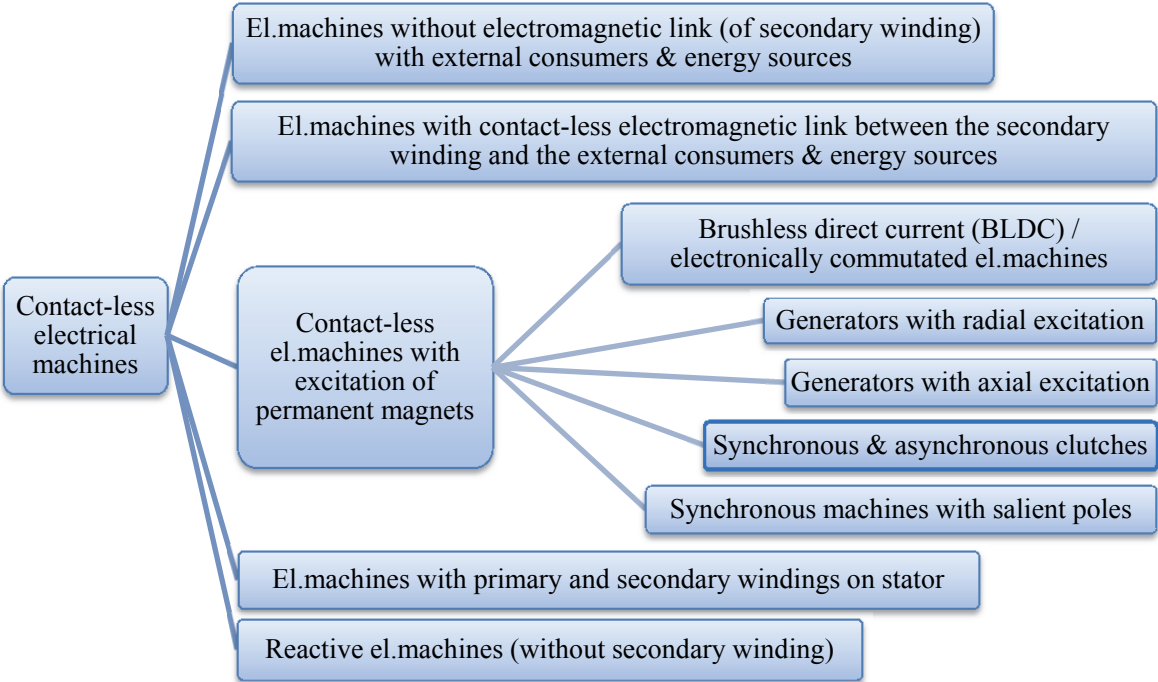 El.machines without electromagnetic link (of secondary winding)
with external consumers & energy sources
El.machines with contact-less electromagnetic link between the secondary
winding and the external consumers & energy sources
Contact-less
electrical
machines
Contact-less
el.machines with
excitation of
permanent magnets
Brushless direct current (BLDC) /
electronically commutated el.machines
Generators with radial excitation
Generators with axial excitation
Synchronous & asynchronous clutches
Synchronous machines with salient poles
El.machines with primary and secondary windings on stator
Reactive el.machines (without secondary winding)